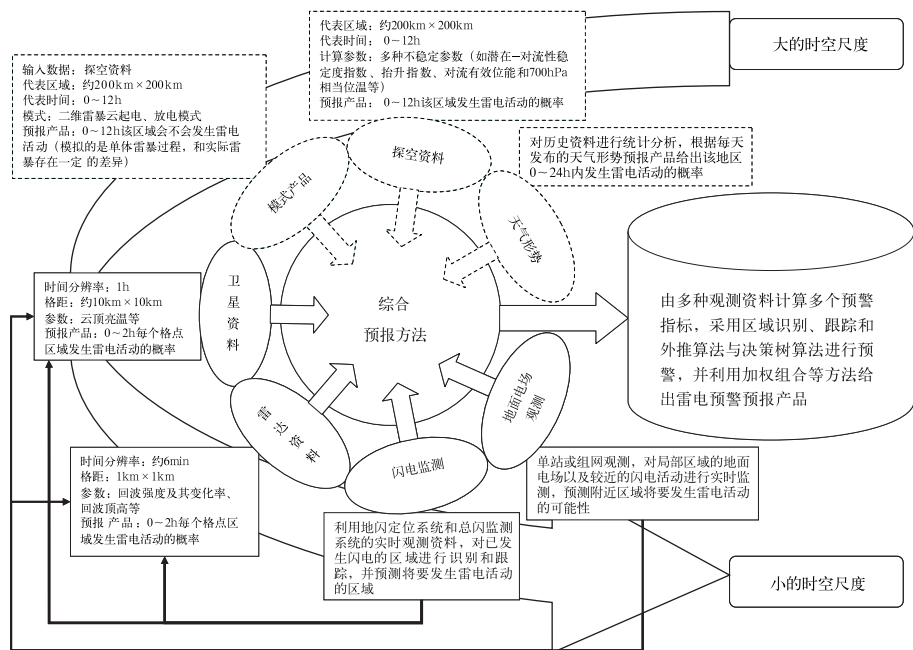 代表区域：约200km×200km
代表时间：0~12h
计算参数：多种不稳定参数（如潜在-对流性稳
定度指数、抬升指数、对流有效位能和700hPa
相当位温等）
预报产品：0~12h该区域发生雷电活动的概率
大的时空尺度
输入数据：探空资料
代表区域：约200km×200km
代表时间：0~12h
模式：二维雷暴云起电、放电模式
预报产品：0~12h该区域会不会发生雷电
活动（模拟的是单体雷暴过程，和实际雷
暴存在一定 的差异）
对历史资料进行统计分析，根据每天
发布的天气形势预报产品给出该地区
0~24h内发生雷电活动的概率
探空资料
模式产品
天气形势
卫星资料
综合
预报方法
时间分辨率：1h
格距：约10km×10km
参数：云顶亮温等
预报产品：0~2h每个格点
区域发生雷电活动的概率
由多种观测资料计算多个预警
指标，采用区域识别、跟踪和
外推算法与决策树算法进行预
警，并利用加权组合等方法给
出雷电预警预报产品
雷达资料
闪电监测
地面电场
观测
时间分辨率：约6min
格距：1km×1km
参数：回波强度及其变化率、
回波顶高等
预报 产品：0~2h每个格点区
域发生雷电活动的概率
单站或组网观测，对局部区域的地面
电场以及较近的闪电活动进行实时监
测，预测附近区域将要发生雷电活动
的可能性
利用地闪定位系统和总闪监测
系统的实时观测资料，对已发
生闪电的区域进行识别和跟
踪，并预测将要发生雷电活动
的区域
小的时空尺度